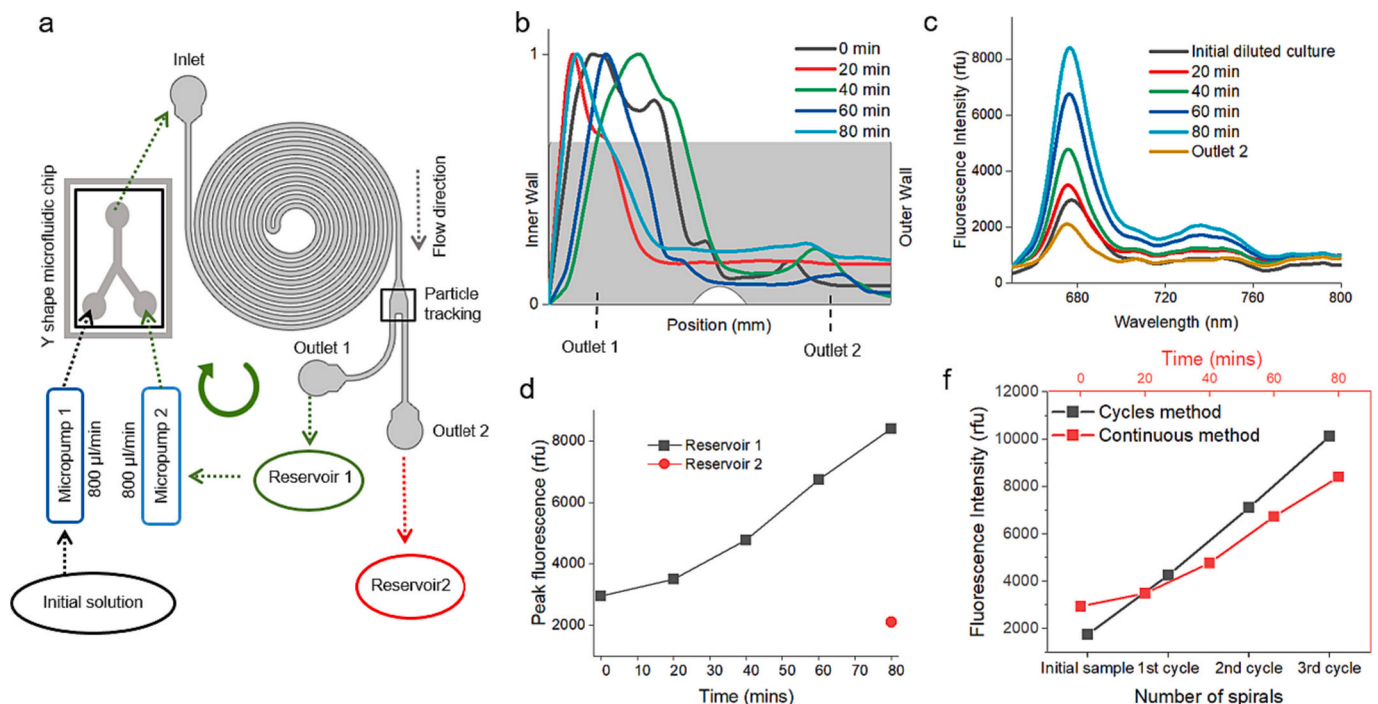 a
Inlet
Y shape microfluidic chip
Flow direction
Particle
tracking
Outlet 1
Outlet 2
Micropump 1
800 µl/min
800 µl/min
Micropump 2
Reservoir 1
Reservoir2
Initial solution
b
1
0
Inner Wall
Outer Wall
0 min
20 min
40 min
60 min
80 min
Position (mm)
Outlet 1
Outlet 2
c
Fluorescence Intensity (rfu)
8000
6000
4000
2000
0
Initial diluted culture
20 min
40 min
60 min
80 min
Outlet 2
680
720
760
800
Wavelength (nm)
d
Peak fluorescence (rfu)
8000
6000
4000
2000
Reservoir 1
Reservoir 2
0 10 20 30 40 50 60 70 80
Time (mins)
f
Time (mins)
0 20 40 60 80
Fluorescence Intensity (rfu)
12000
10000
8000
6000
4000
2000
Cycles method
Continuous method
Initial sample 1st cycle 2nd cycle 3rd cycle
Number of spirals